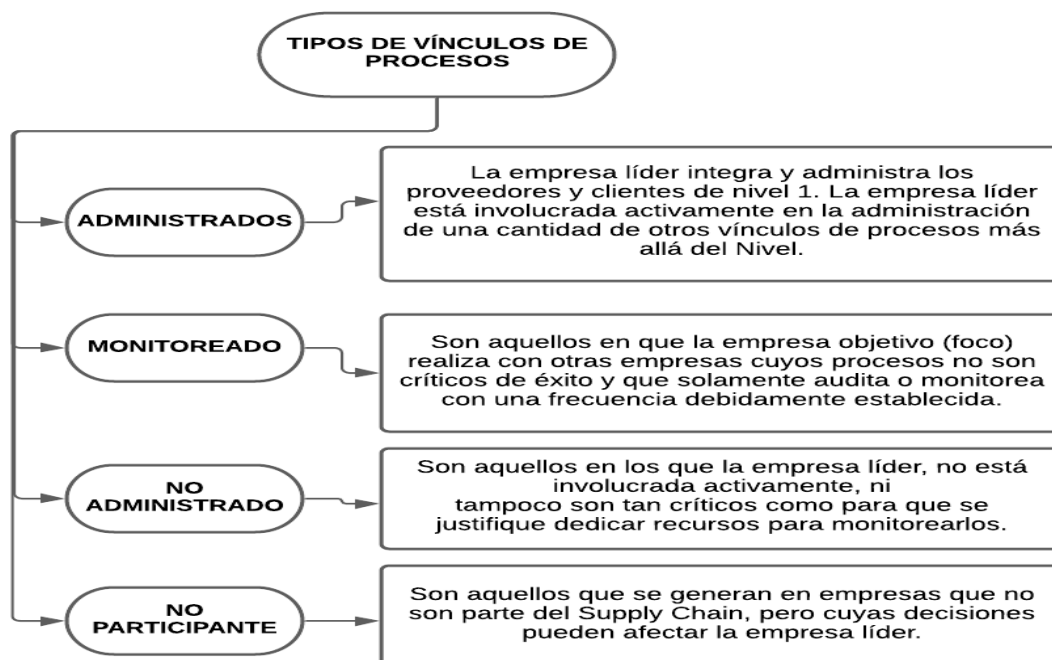 TIPOS DE VÍNCULOS DE
PROCESOS
ADMINISTRADOS
La empresa líder integra y administra los
proveedores y clientes de nivel 1. La empresa líder
está involucrada activamente en la administración
de una cantidad de otros vínculos de procesos más
allá del Nivel.
MONITOREADO
Son aquellos en que la empresa objetivo (foco)
realiza con otras empresas cuyos procesos no son
críticos de éxito y que solamente audita o monitorea
con una frecuencia debidamente establecida.
NO
ADMINISTRADO
Son aquellos en los que la empresa líder, no está
involucrada activamente, ni
tampoco son tan críticos como para que se
justifique dedicar recursos para monitorearlos.
NO
PARTICIPANTE
Son aquellos que se generan en empresas que no
son parte del Supply Chain, pero cuyas decisiones
pueden afectar la empresa líder.